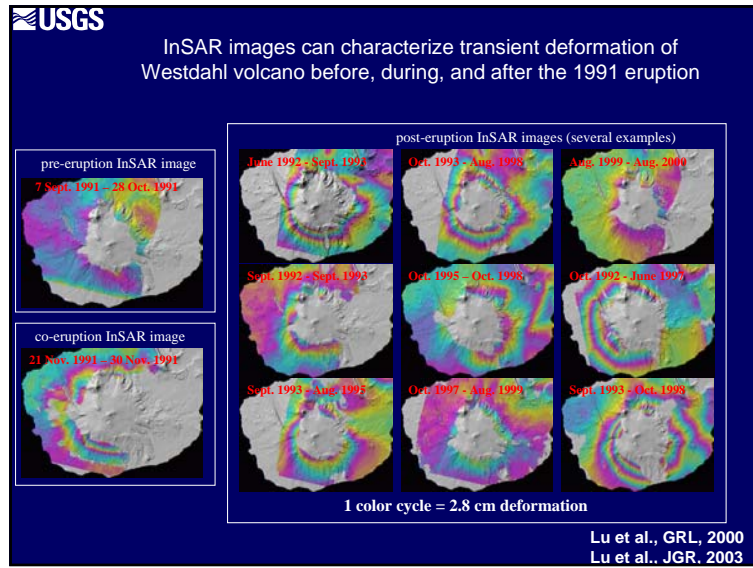 USGS
InSAR images can characterize transient deformation of
Westdahl volcano before, during, and after the 1991 eruption
pre-eruption InSAR image
7 Sept. 1991 – 28 Oct. 1991
co-eruption InSAR image
21 Nov. 1991 – 30 Nov. 1991
post-eruption InSAR images (several examples)
June 1992 - Sept. 1993
Oct. 1993 - Aug. 1998
Aug. 1999 - Aug. 2000
Sept. 1992 - Sept. 1993
Oct. 1995 – Oct. 1998
Oct. 1992 - June 1997
Sept. 1993 - Aug. 1995
Oct. 1997 - Aug. 1999
Sept. 1993 - Oct. 1998
1 color cycle = 2.8 cm deformation
Lu et al., GRL, 2000
Lu et al., JGR, 2003